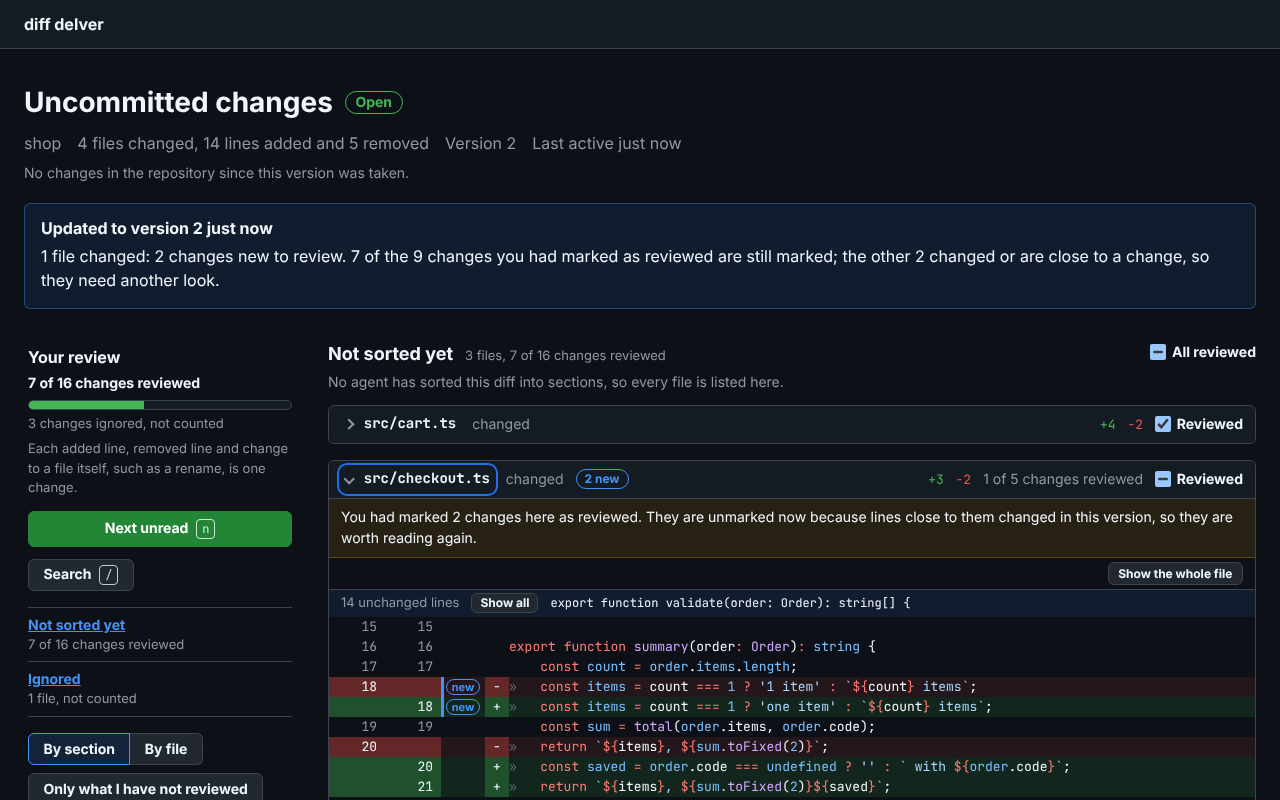 diff delver
Uncommitted changes Open
shop 4 files changed, 14 lines added and 5 removed Version 2 Last active just now
No changes in the repository since this version was taken.
Updated to version 2 just now
1 file changed: 2 changes new to review. 7 of the 9 changes you had marked as reviewed are still marked; the other 2 changed or are close to a change, so
they need another look.
Your review
7 of 16 changes reviewed
3 changes ignored, not counted
Each added line, removed line and change
to a file itself, such as a rename, is one
change.
Next unread n
Search /
Not sorted yet
7 of 16 changes reviewed
Ignored
1 file, not counted
By section By file
Only what I have not reviewed
Not sorted yet 3 files, 7 of 16 changes reviewed All reviewed
No agent has sorted this diff into sections, so every file is listed here.
src/cart.ts changed +4 -2 Reviewed
src/checkout.ts changed 2 new +3 -2 1 of 5 changes reviewed Reviewed
You had marked 2 changes here as reviewed. They are unmarked now because lines close to them changed in this version, so they are
worth reading again.
Show the whole file
14 unchanged lines Show all export function validate(order: Order): string[] {
15 15
16 16 export function summary(order: Order): string {
17 17 const count = order.items.length;
18 new - » const items = count === 1 ? '1 item' : `${count} items`;
18 new + » const items = count === 1 ? 'one item' : `${count} items`;
19 19 const sum = total(order.items, order.code);
20 - » return `${items}, ${sum.toFixed(2)}`;
20 + » const saved = order.code === undefined ? '' : ` with ${order.code}`;
21 + » return `${items}, ${sum.toFixed(2)}${saved}`;